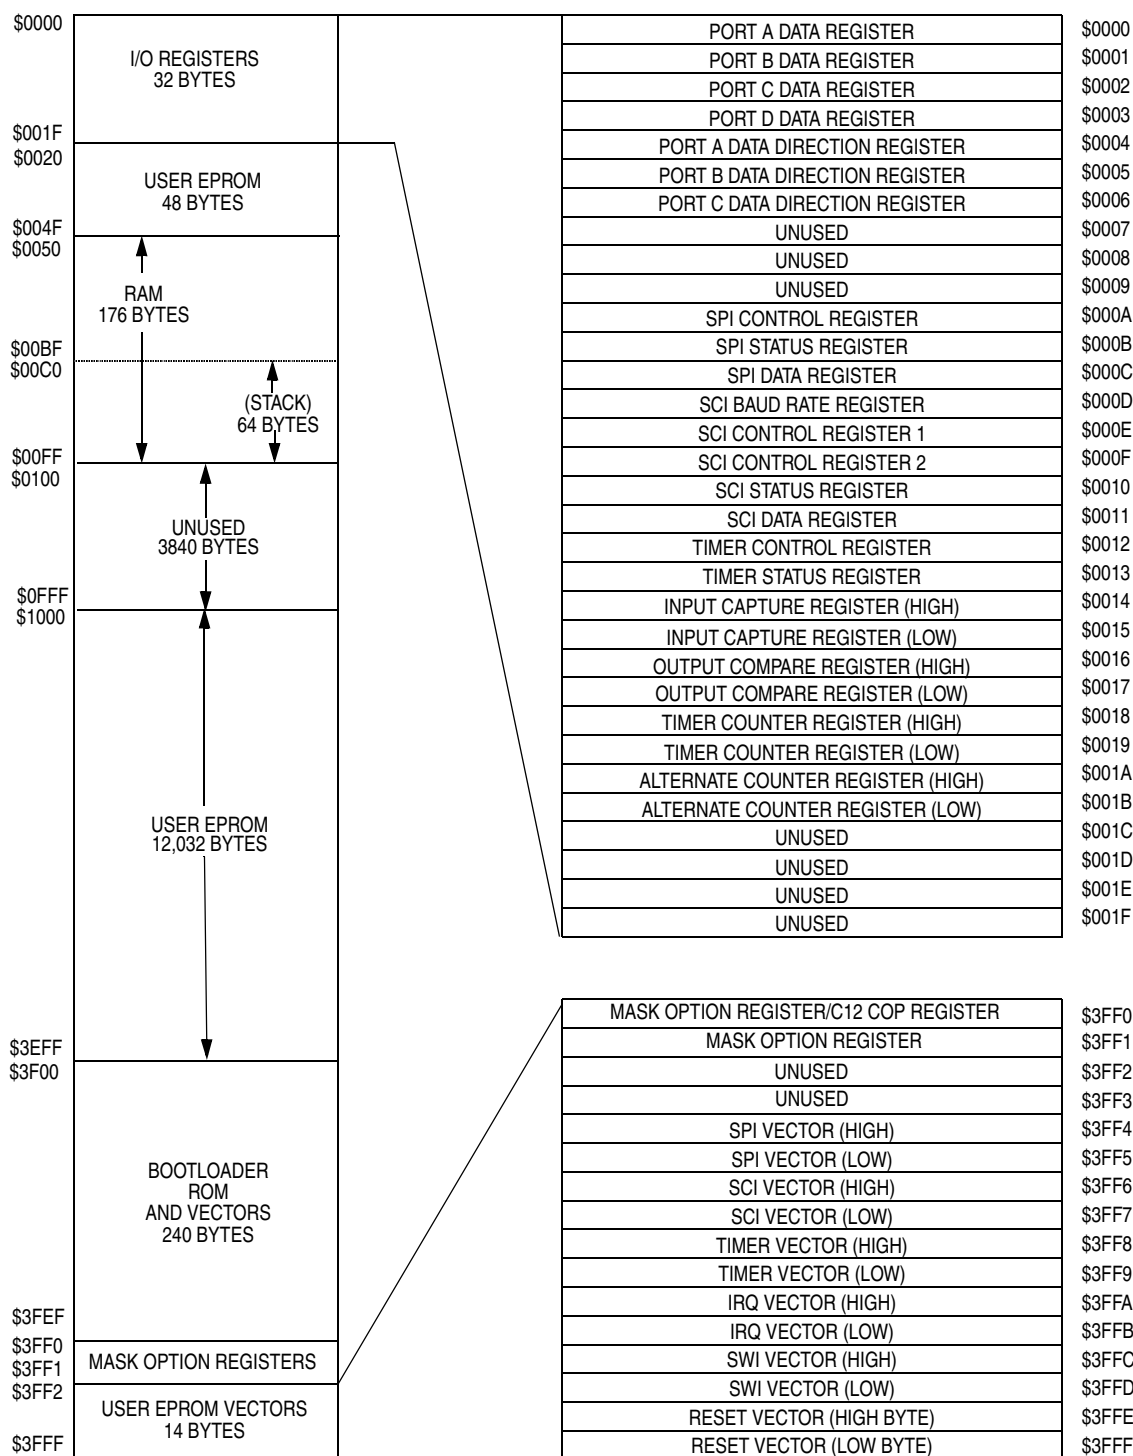 $0000
I/O REGISTERS
32 BYTES
$001F
$0020
USER EPROM
48 BYTES
$004F
$0050
RAM
176 BYTES
$00BF
$00C0
(STACK)
64 BYTES
$00FF
$0100
UNUSED
3840 BYTES
$0FFF
$1000
USER EPROM
12,032 BYTES
$3EFF
$3F00
BOOTLOADER
ROM
AND VECTORS
240 BYTES
$3FEF
$3FF0
$3FF1
MASK OPTION REGISTERS
$3FF2
USER EPROM VECTORS
14 BYTES
$3FFF
PORT A DATA REGISTER $0000
PORT B DATA REGISTER $0001
PORT C DATA REGISTER $0002
PORT D DATA REGISTER $0003
PORT A DATA DIRECTION REGISTER $0004
PORT B DATA DIRECTION REGISTER $0005
PORT C DATA DIRECTION REGISTER $0006
UNUSED $0007
UNUSED $0008
UNUSED $0009
SPI CONTROL REGISTER $000A
SPI STATUS REGISTER $000B
SPI DATA REGISTER $000C
SCI BAUD RATE REGISTER $000D
SCI CONTROL REGISTER 1 $000E
SCI CONTROL REGISTER 2 $000F
SCI STATUS REGISTER $0010
SCI DATA REGISTER $0011
TIMER CONTROL REGISTER $0012
TIMER STATUS REGISTER $0013
INPUT CAPTURE REGISTER (HIGH) $0014
INPUT CAPTURE REGISTER (LOW) $0015
OUTPUT COMPARE REGISTER (HIGH) $0016
OUTPUT COMPARE REGISTER (LOW) $0017
TIMER COUNTER REGISTER (HIGH) $0018
TIMER COUNTER REGISTER (LOW) $0019
ALTERNATE COUNTER REGISTER (HIGH) $001A
ALTERNATE COUNTER REGISTER (LOW) $001B
UNUSED $001C
UNUSED $001D
UNUSED $001E
UNUSED $001F
MASK OPTION REGISTER/C12 COP REGISTER $3FF0
MASK OPTION REGISTER $3FF1
UNUSED $3FF2
UNUSED $3FF3
SPI VECTOR (HIGH) $3FF4
SPI VECTOR (LOW) $3FF5
SCI VECTOR (HIGH) $3FF6
SCI VECTOR (LOW) $3FF7
TIMER VECTOR (HIGH) $3FF8
TIMER VECTOR (LOW) $3FF9
IRQ VECTOR (HIGH) $3FFA
IRQ VECTOR (LOW) $3FFB
SWI VECTOR (HIGH) $3FFC
SWI VECTOR (LOW) $3FFD
RESET VECTOR (HIGH BYTE) $3FFE
RESET VECTOR (LOW BYTE) $3FFF